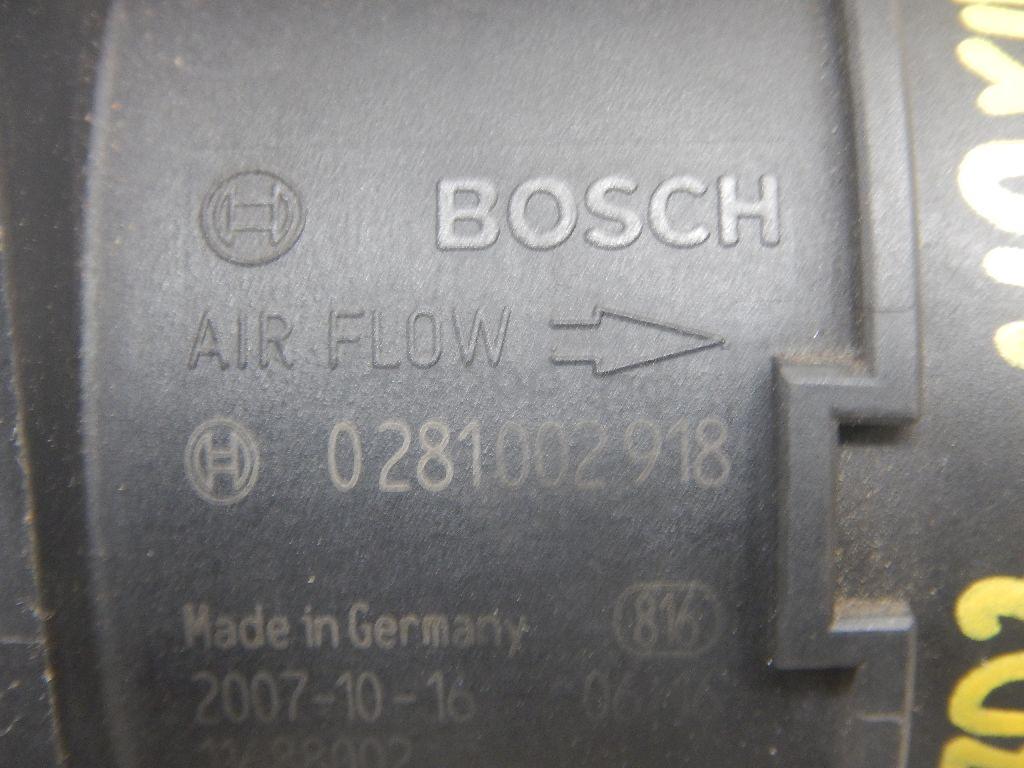 BOSCH
AIR FLOW
0 281 002 918
Made in Germany
816
2007-10-16